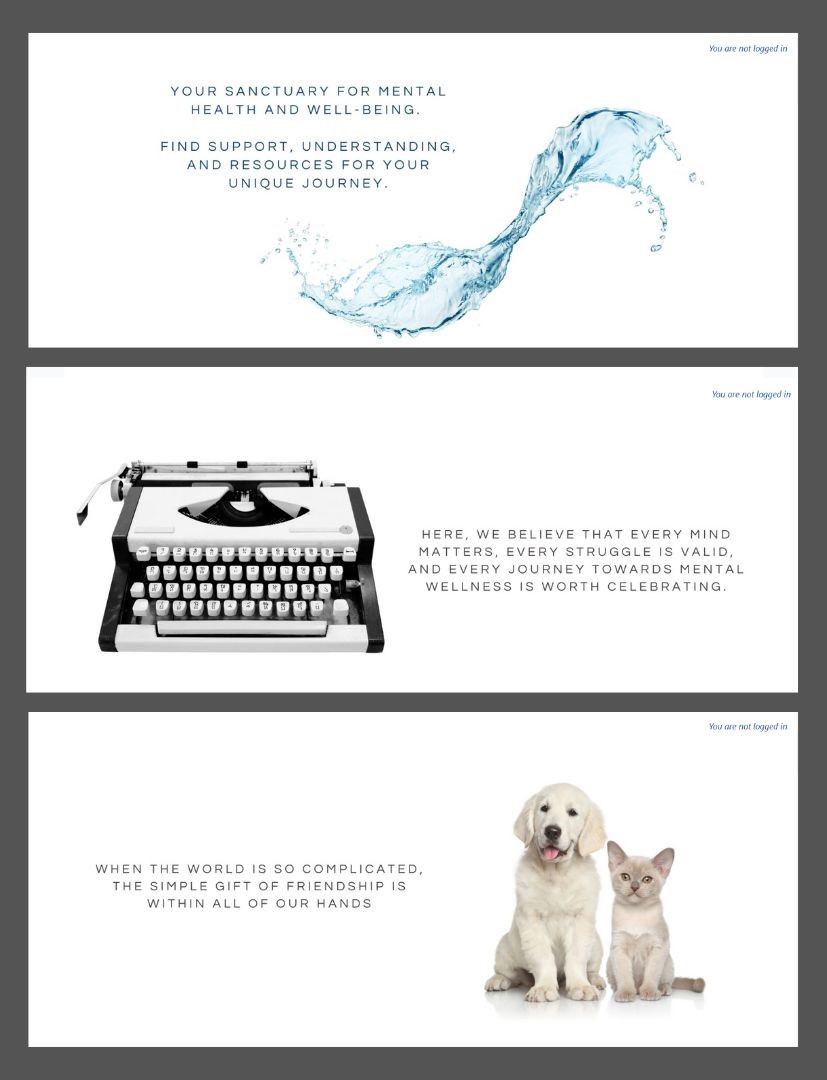 You are not logged in
YOUR SANCTUARY FOR MENTAL
HEALTH AND WELL-BEING.
FIND SUPPORT, UNDERSTANDING,
AND RESOURCES FOR YOUR
UNIQUE JOURNEY.
You are not logged in
HERE, WE BELIEVE THAT EVERY MIND
MATTERS, EVERY STRUGGLE IS VALID,
AND EVERY JOURNEY TOWARDS MENTAL
WELLNESS IS WORTH CELEBRATING.
You are not logged in
WHEN THE WORLD IS SO COMPLICATED,
THE SIMPLE GIFT OF FRIENDSHIP IS
WITHIN ALL OF OUR HANDS